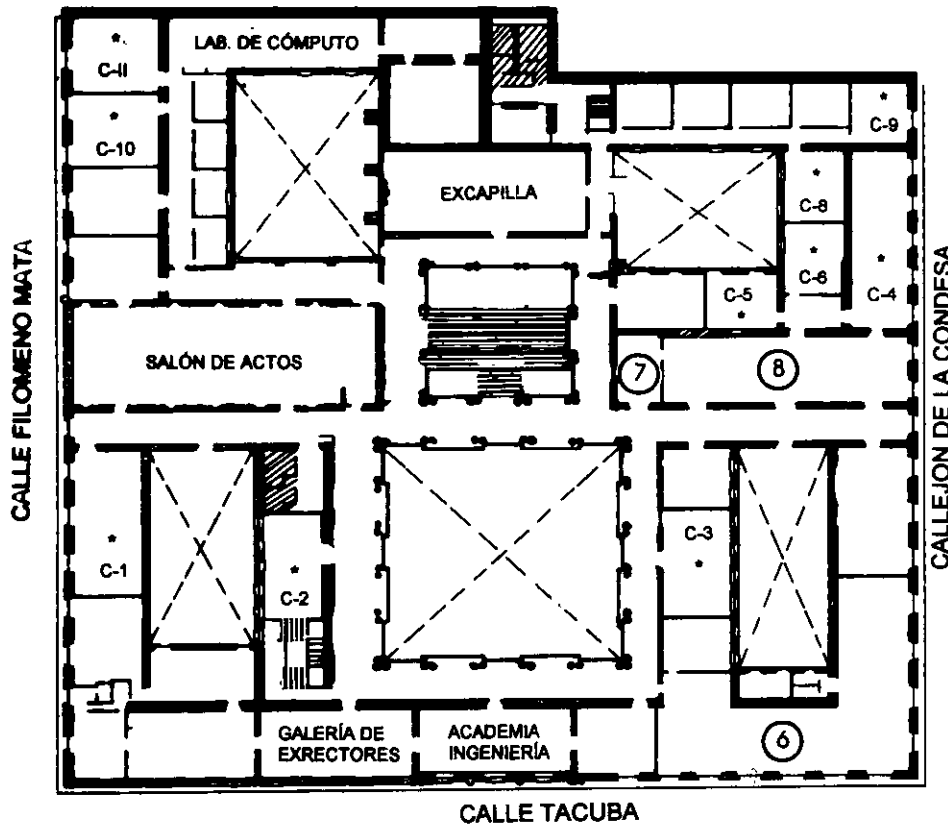 LAB. DE CÓMPUTO
*
C-II
*
C-10
*
C-9
EXCAPILLA
*
C-8
*
C-6
*
C-4
C-5
*
SALÓN DE ACTOS
7
8
CALLE FILOMENO MATA
CALLEJON DE LA CONDESA
*
C-1
*
C-2
C-3
*
GALERÍA DE
EXRECTORES
ACADEMIA
INGENIERÍA
6
CALLE TACUBA